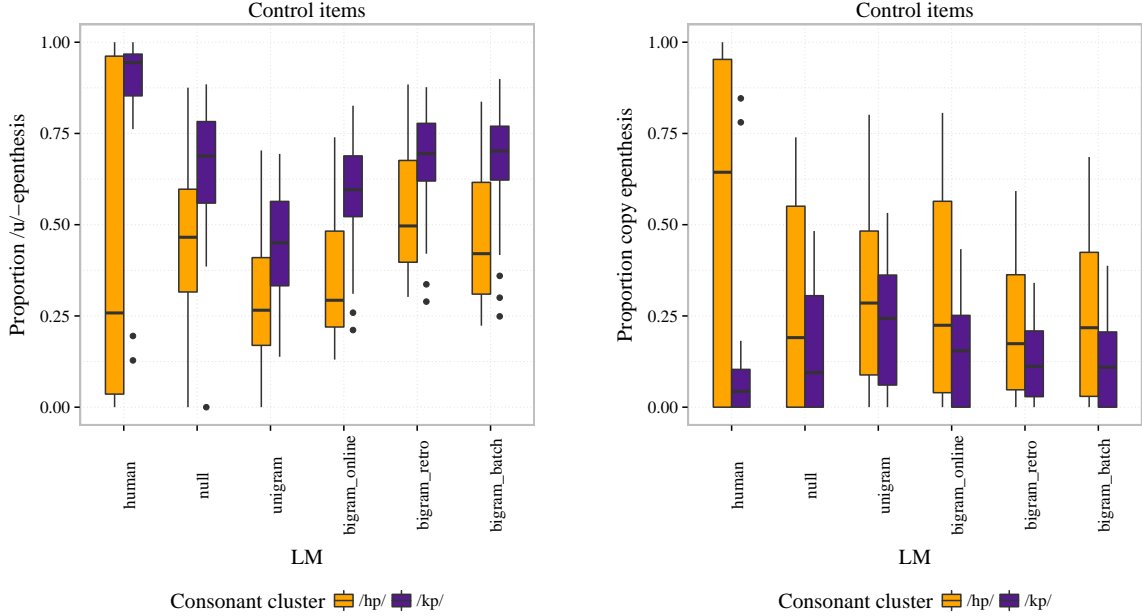 Control items
Proportion /u/−epenthesis
1.00
0.75
0.50
0.25
0.00
human
null
unigram
bigram_online
bigram_retro
bigram_batch
LM
Consonant cluster /hp/ /kp/
Control items
Proportion copy epenthesis
1.00
0.75
0.50
0.25
0.00
human
null
unigram
bigram_online
bigram_retro
bigram_batch
LM
Consonant cluster /hp/ /kp/